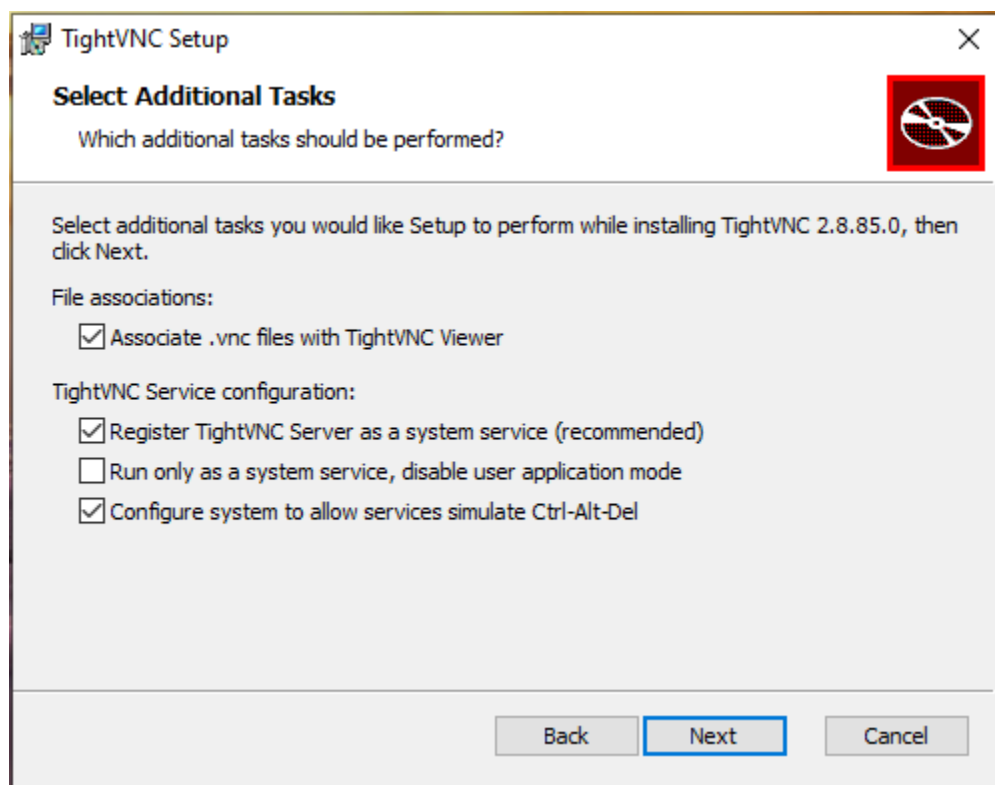 TightVNC Setup
Select Additional Tasks
Which additional tasks should be performed?
Select additional tasks you would like Setup to perform while installing TightVNC 2.8.85.0, then
click Next.
File associations:
Associate .vnc files with TightVNC Viewer
TightVNC Service configuration:
Register TightVNC Server as a system service (recommended)
Run only as a system service, disable user application mode
Configure system to allow services simulate Ctrl-Alt-Del
Back Next Cancel